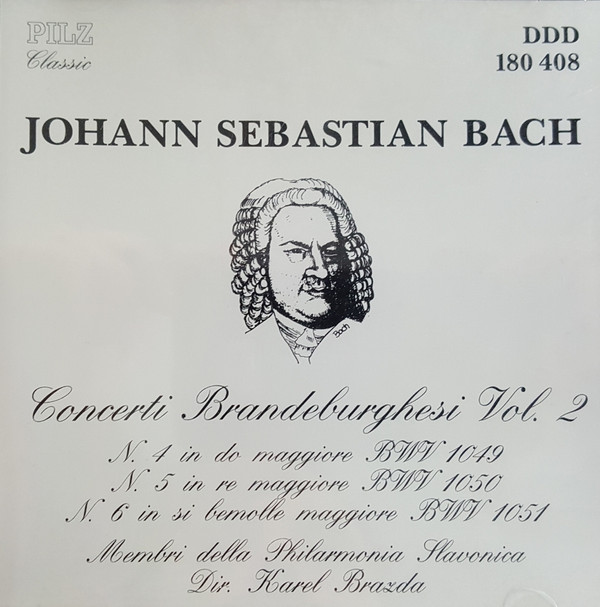 PILZ
Classic
DDD
180 408
JOHANN SEBASTIAN BACH
Bach
Concerti Brandeburghesi Vol. 2
N. 4 in do maggiore BWV 1049
N. 5 in re maggiore BWV 1050
N. 6 in si bemolle maggiore BWV 1051
Membri della Philarmonia Slavonica
Dir. Karel Brazda